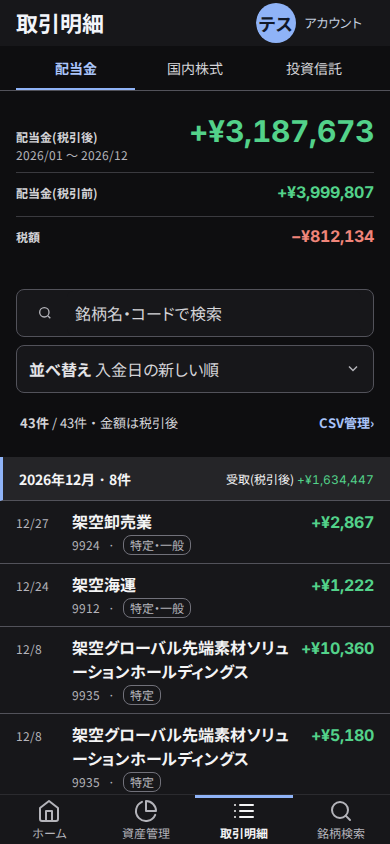 取引明細
テス アカウント
配当金 国内株式 投資信託
配当金(税引後) +¥3,187,673
2026/01 〜 2026/12
配当金(税引前) +¥3,999,807
税額 −¥812,134
銘柄名・コードで検索
並べ替え 入金日の新しい順
43件 / 43件・金額は税引後 CSV管理›
2026年12月・8件 受取(税引後) +¥1,634,447
12/27 架空卸売業 +¥2,867
9924 · 特定・一般
12/24 架空海運 +¥1,222
9912 · 特定・一般
12/8 架空グローバル先端素材ソリュ +¥10,360
ーションホールディングス
9935 · 特定
12/8 架空グローバル先端素材ソリュ +¥5,180
ーションホールディングス
9935 · 特定
ホーム 資産管理 取引明細 銘柄検索